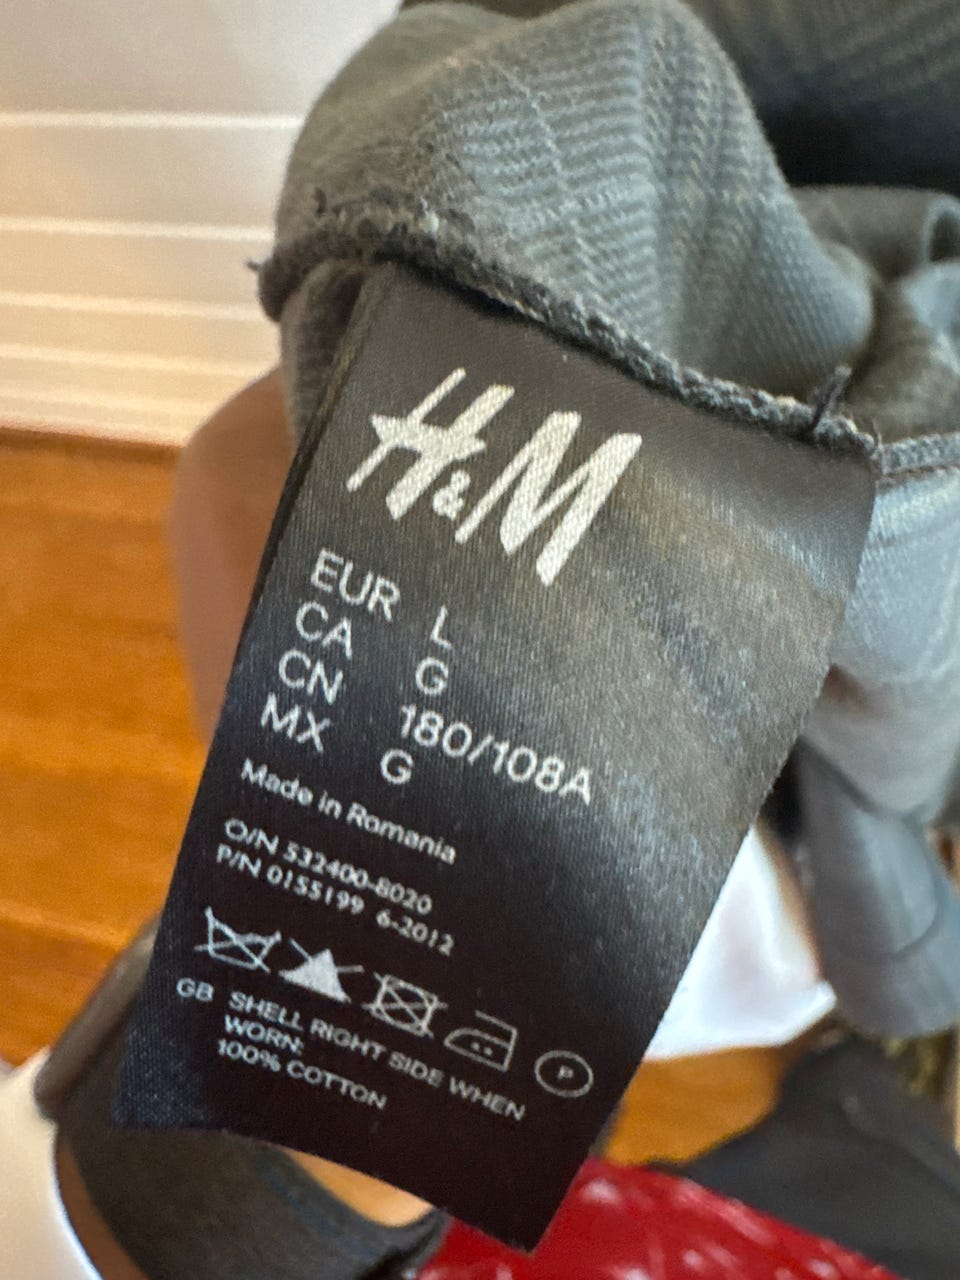 H&M
EUR L
CA G
CN 180/108A
MX G
Made in Romania
O/N 532400-8020
P/N 0155199 6-2012
P
GB SHELL RIGHT SIDE WHEN
WORN:
100% COTTON